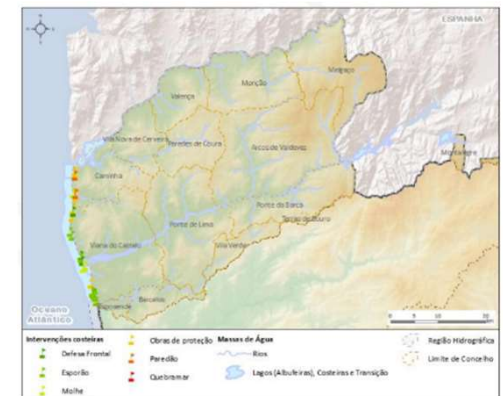 ESPANHA
Melgaço
Monção
Valença
Vila Nova de Cerveira
Paredes de Coura
Arcos de Valdevez
Montalegre
Caminha
Ponte da Barca
Terras de Bouro
Ponte de Lima
Viana do Castelo
Vila Verde
Esposende
Barcelos
Oceano
Atlântico
Intervenções costeiras
Defesa Frontal
Esporão
Molhe
Obras de proteção
Paredão
Quebramar
Massas de Água
Rios
Lagos (Albufeiras), Costeiras e Transição
Região Hidrográfica
Limite de Concelho